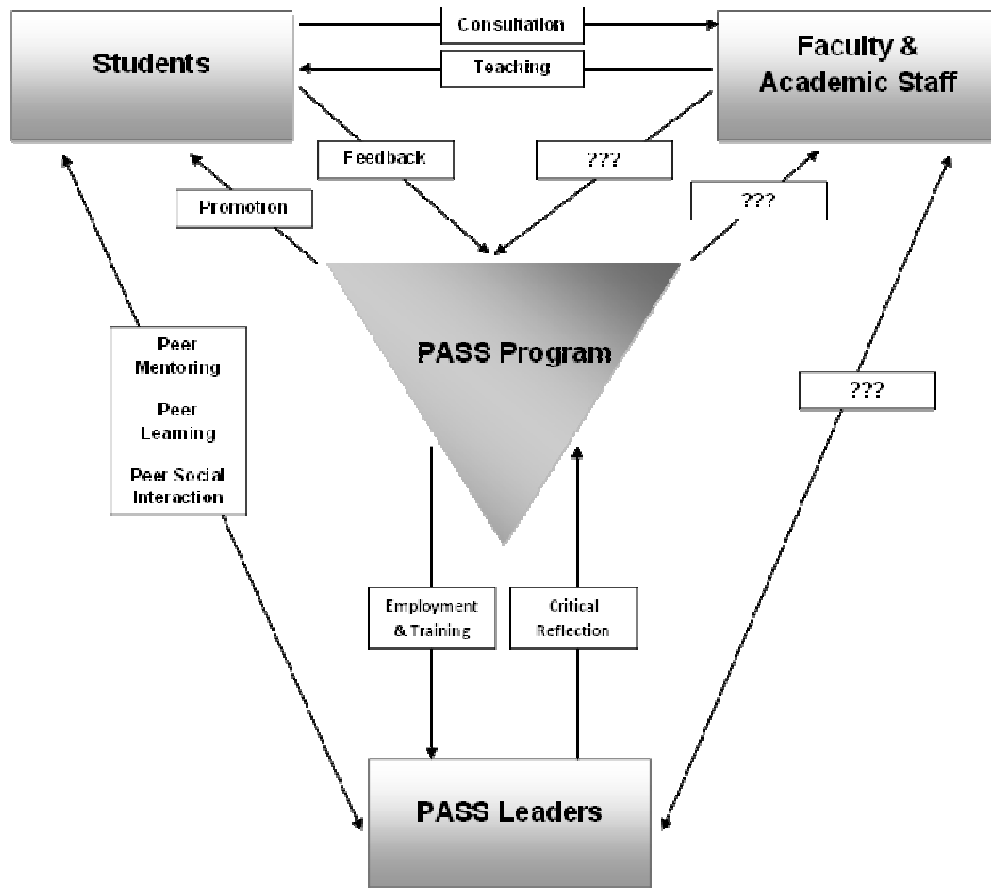 Consultation
Students
Faculty &
Academic Staff
Teaching
Feedback
???
Promotion
???
PASS Program
Peer
Mentoring
Peer
Learning
Peer Social
Interaction
???
Employment
& Training
Critical
Reflection
PASS Leaders